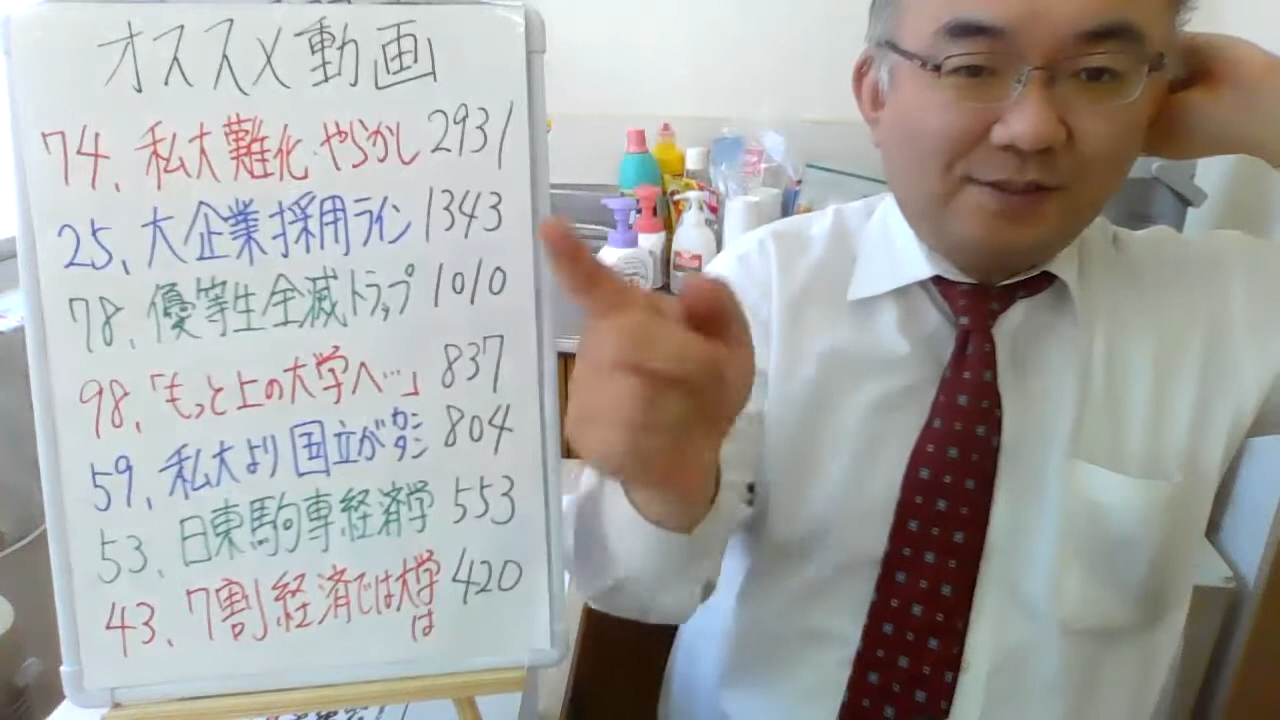 オススメ動画
74、私大難化やらかし 2931
25、大企業採用ライン 1343
78、優等生全滅トラップ 1010
98、「もっと上の大学へ…」 837
59、私大より国立がカンタン 804
53、日東駒専経済学 553
43、7割経済では大学は 420